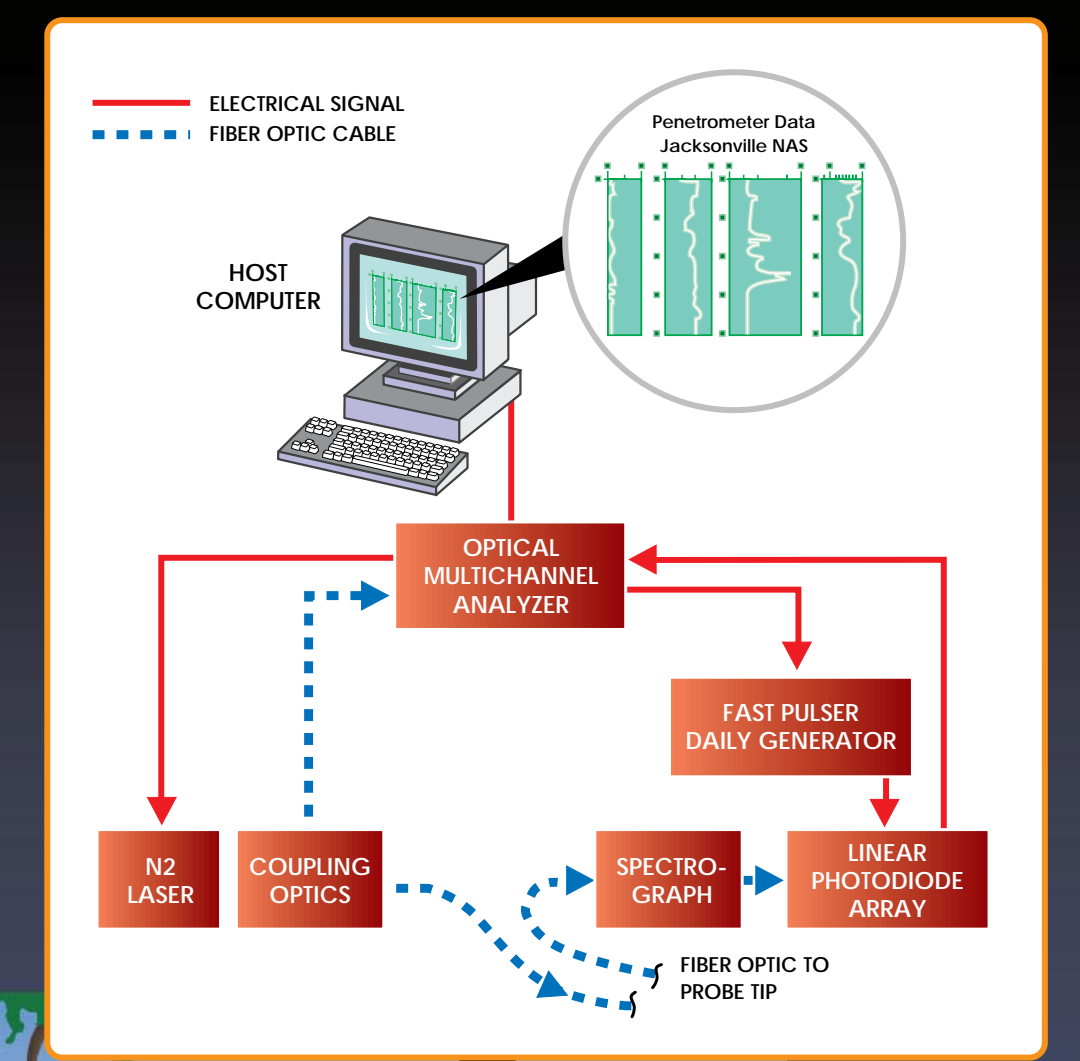 ELECTRICAL SIGNAL
FIBER OPTIC CABLE
Penetrometer Data
Jacksonville NAS
HOST
COMPUTER
OPTICAL
MULTICHANNEL
ANALYZER
FAST PULSER
DAILY GENERATOR
N2
LASER
COUPLING
OPTICS
SPECTRO-
GRAPH
LINEAR
PHOTODIODE
ARRAY
FIBER OPTIC TO
PROBE TIP